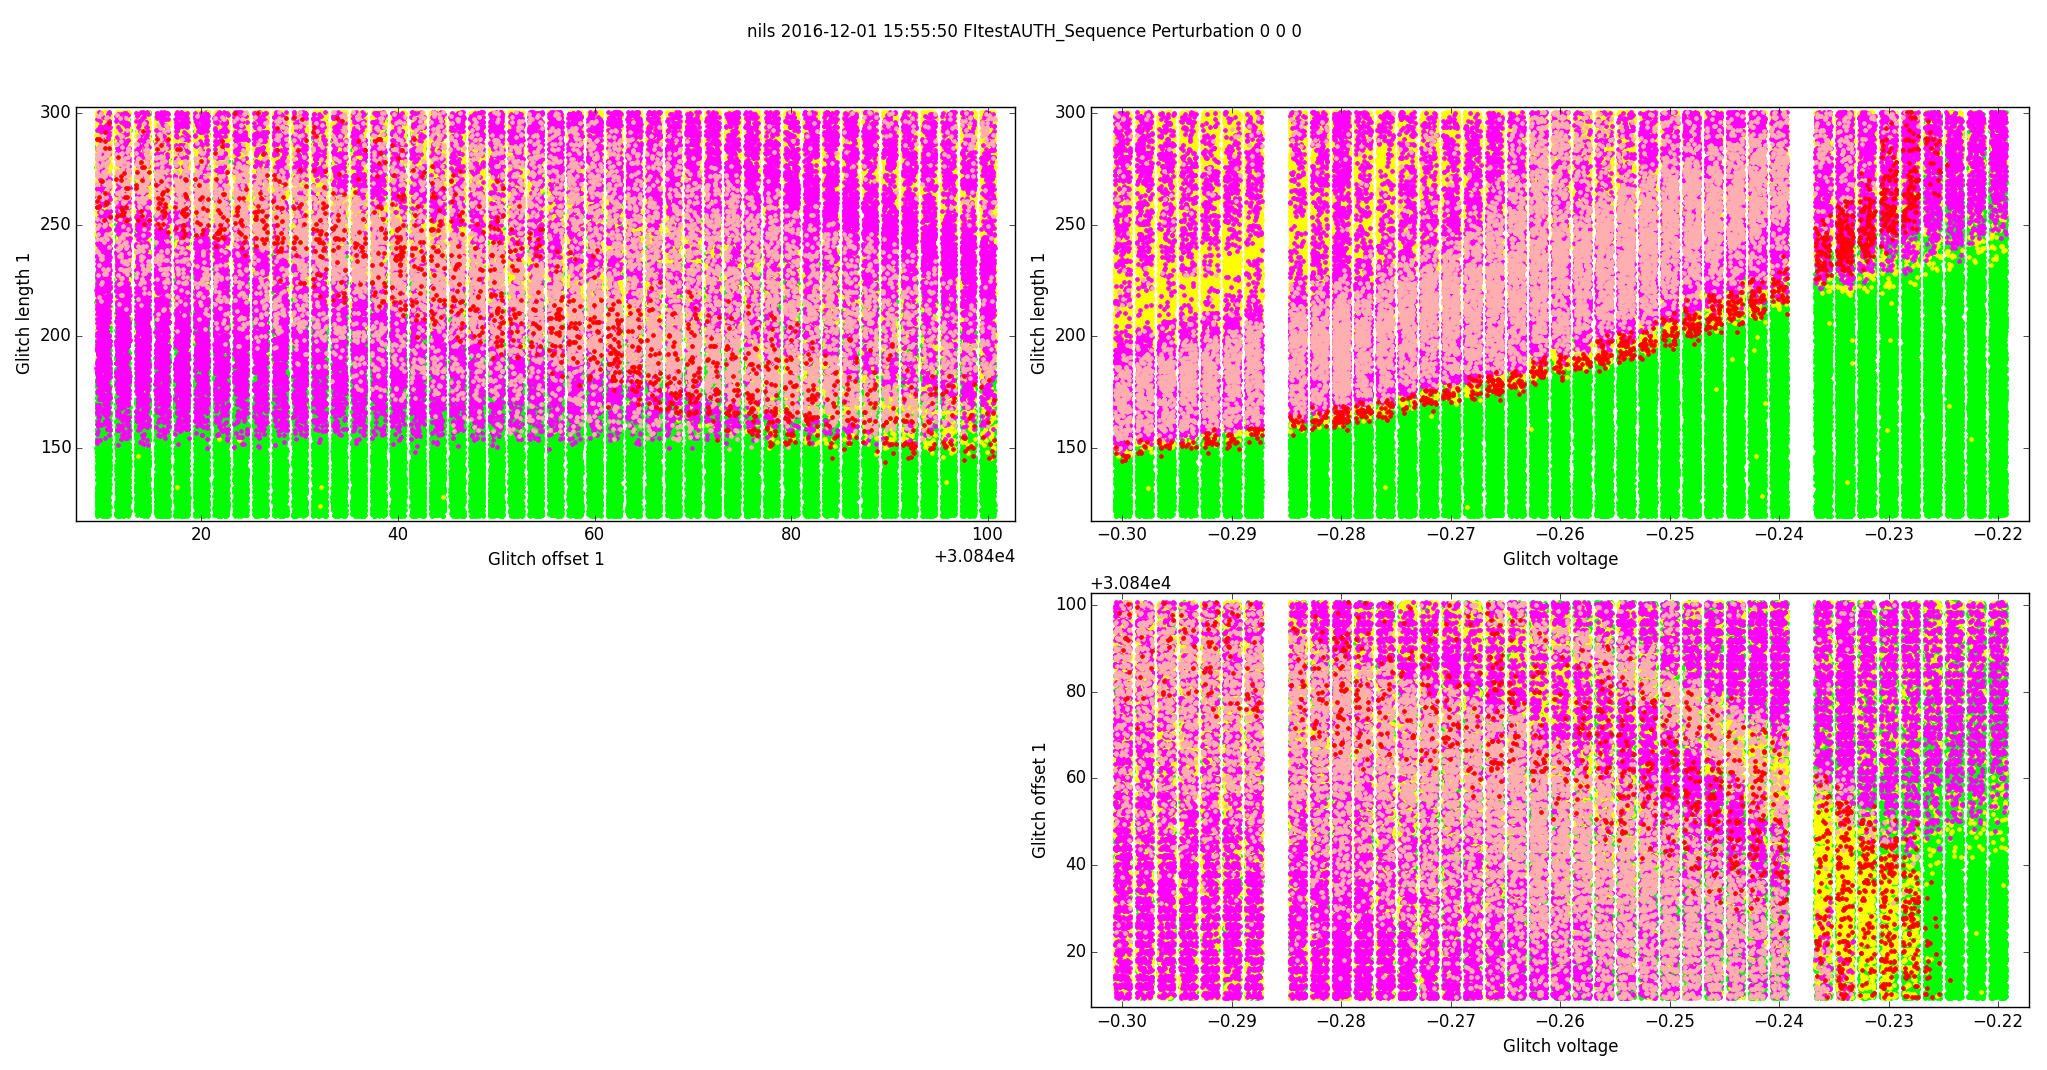 nils 2016-12-01 15:55:50 FItestAUTH_Sequence Perturbation 0 0 0
300
250
200
150
Glitch length 1
20 40 60 80 100
+3.084e4
Glitch offset 1
300
250
200
150
Glitch length 1
−0.30 −0.29 −0.28 −0.27 −0.26 −0.25 −0.24 −0.23 −0.22
Glitch voltage
+3.084e4
100
80
60
40
20
Glitch offset 1
−0.30 −0.29 −0.28 −0.27 −0.26 −0.25 −0.24 −0.23 −0.22
Glitch voltage